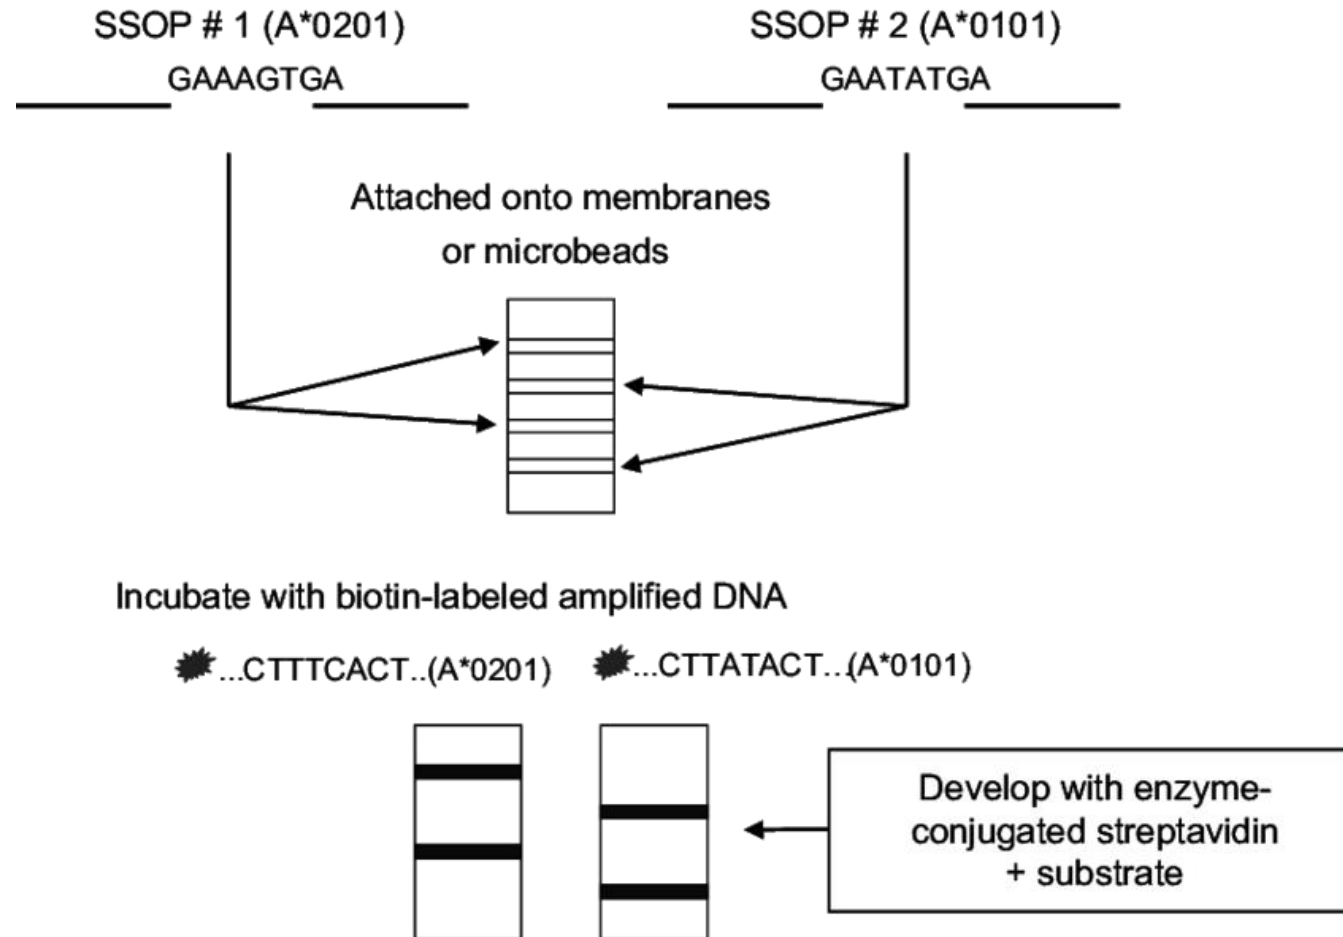 SSOP # 1 (A*0201)
SSOP # 2 (A*0101)
GAAAGTGA
GAATATGA
Attached onto membranes
or microbeads
Incubate with biotin-labeled amplified DNA
...CTTTCACT..(A*0201)
...CTTATACT...(A*0101)
Develop with enzyme-
conjugated streptavidin
+ substrate